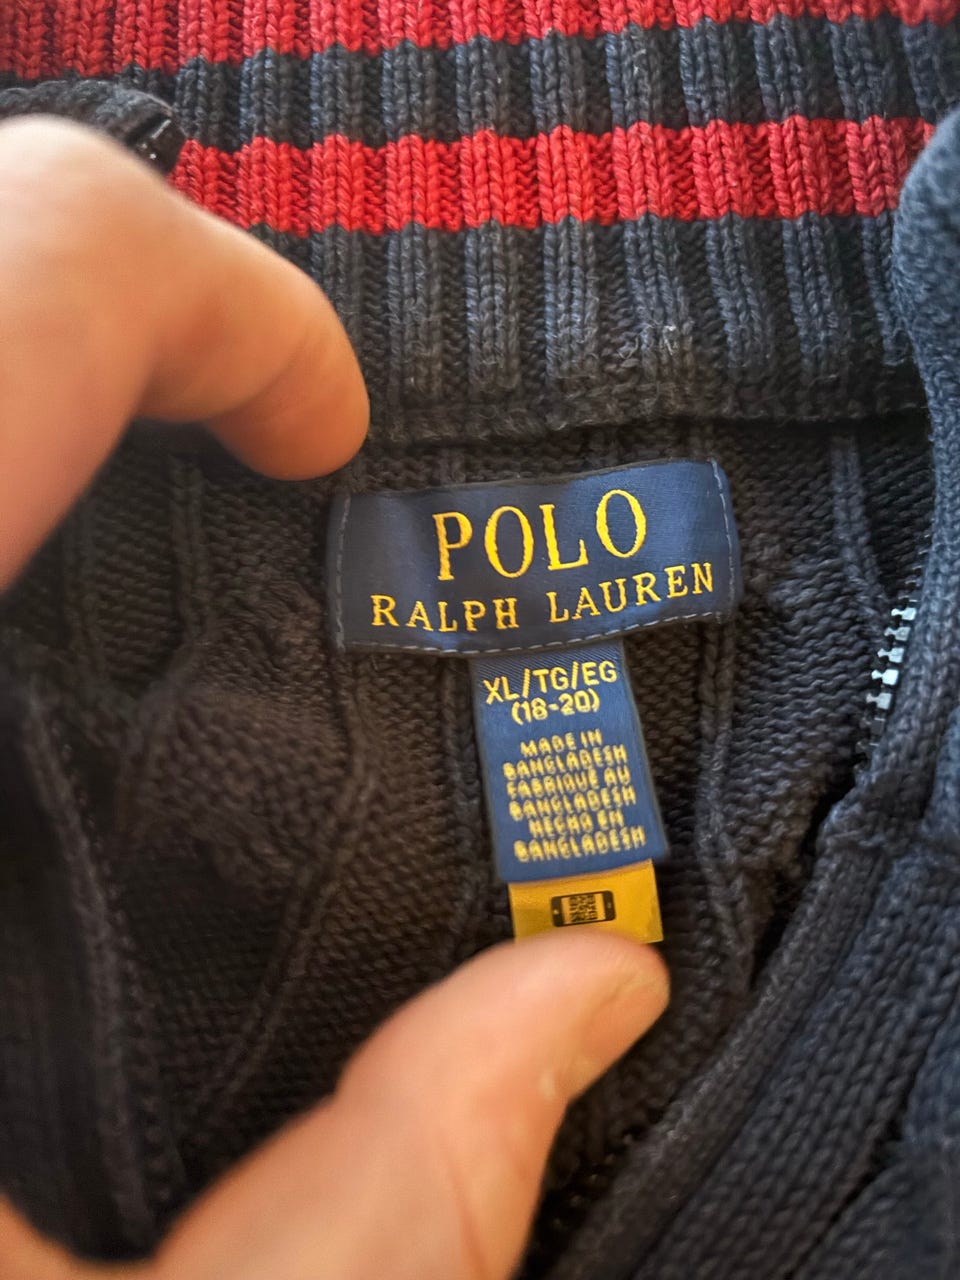 POLO
RALPH LAUREN
XL/TG/EG
(18-20)
MADE IN
BANGLADESH
FABRIQUÉ AU
BANGLADESH
HECHO EN
BANGLADESH